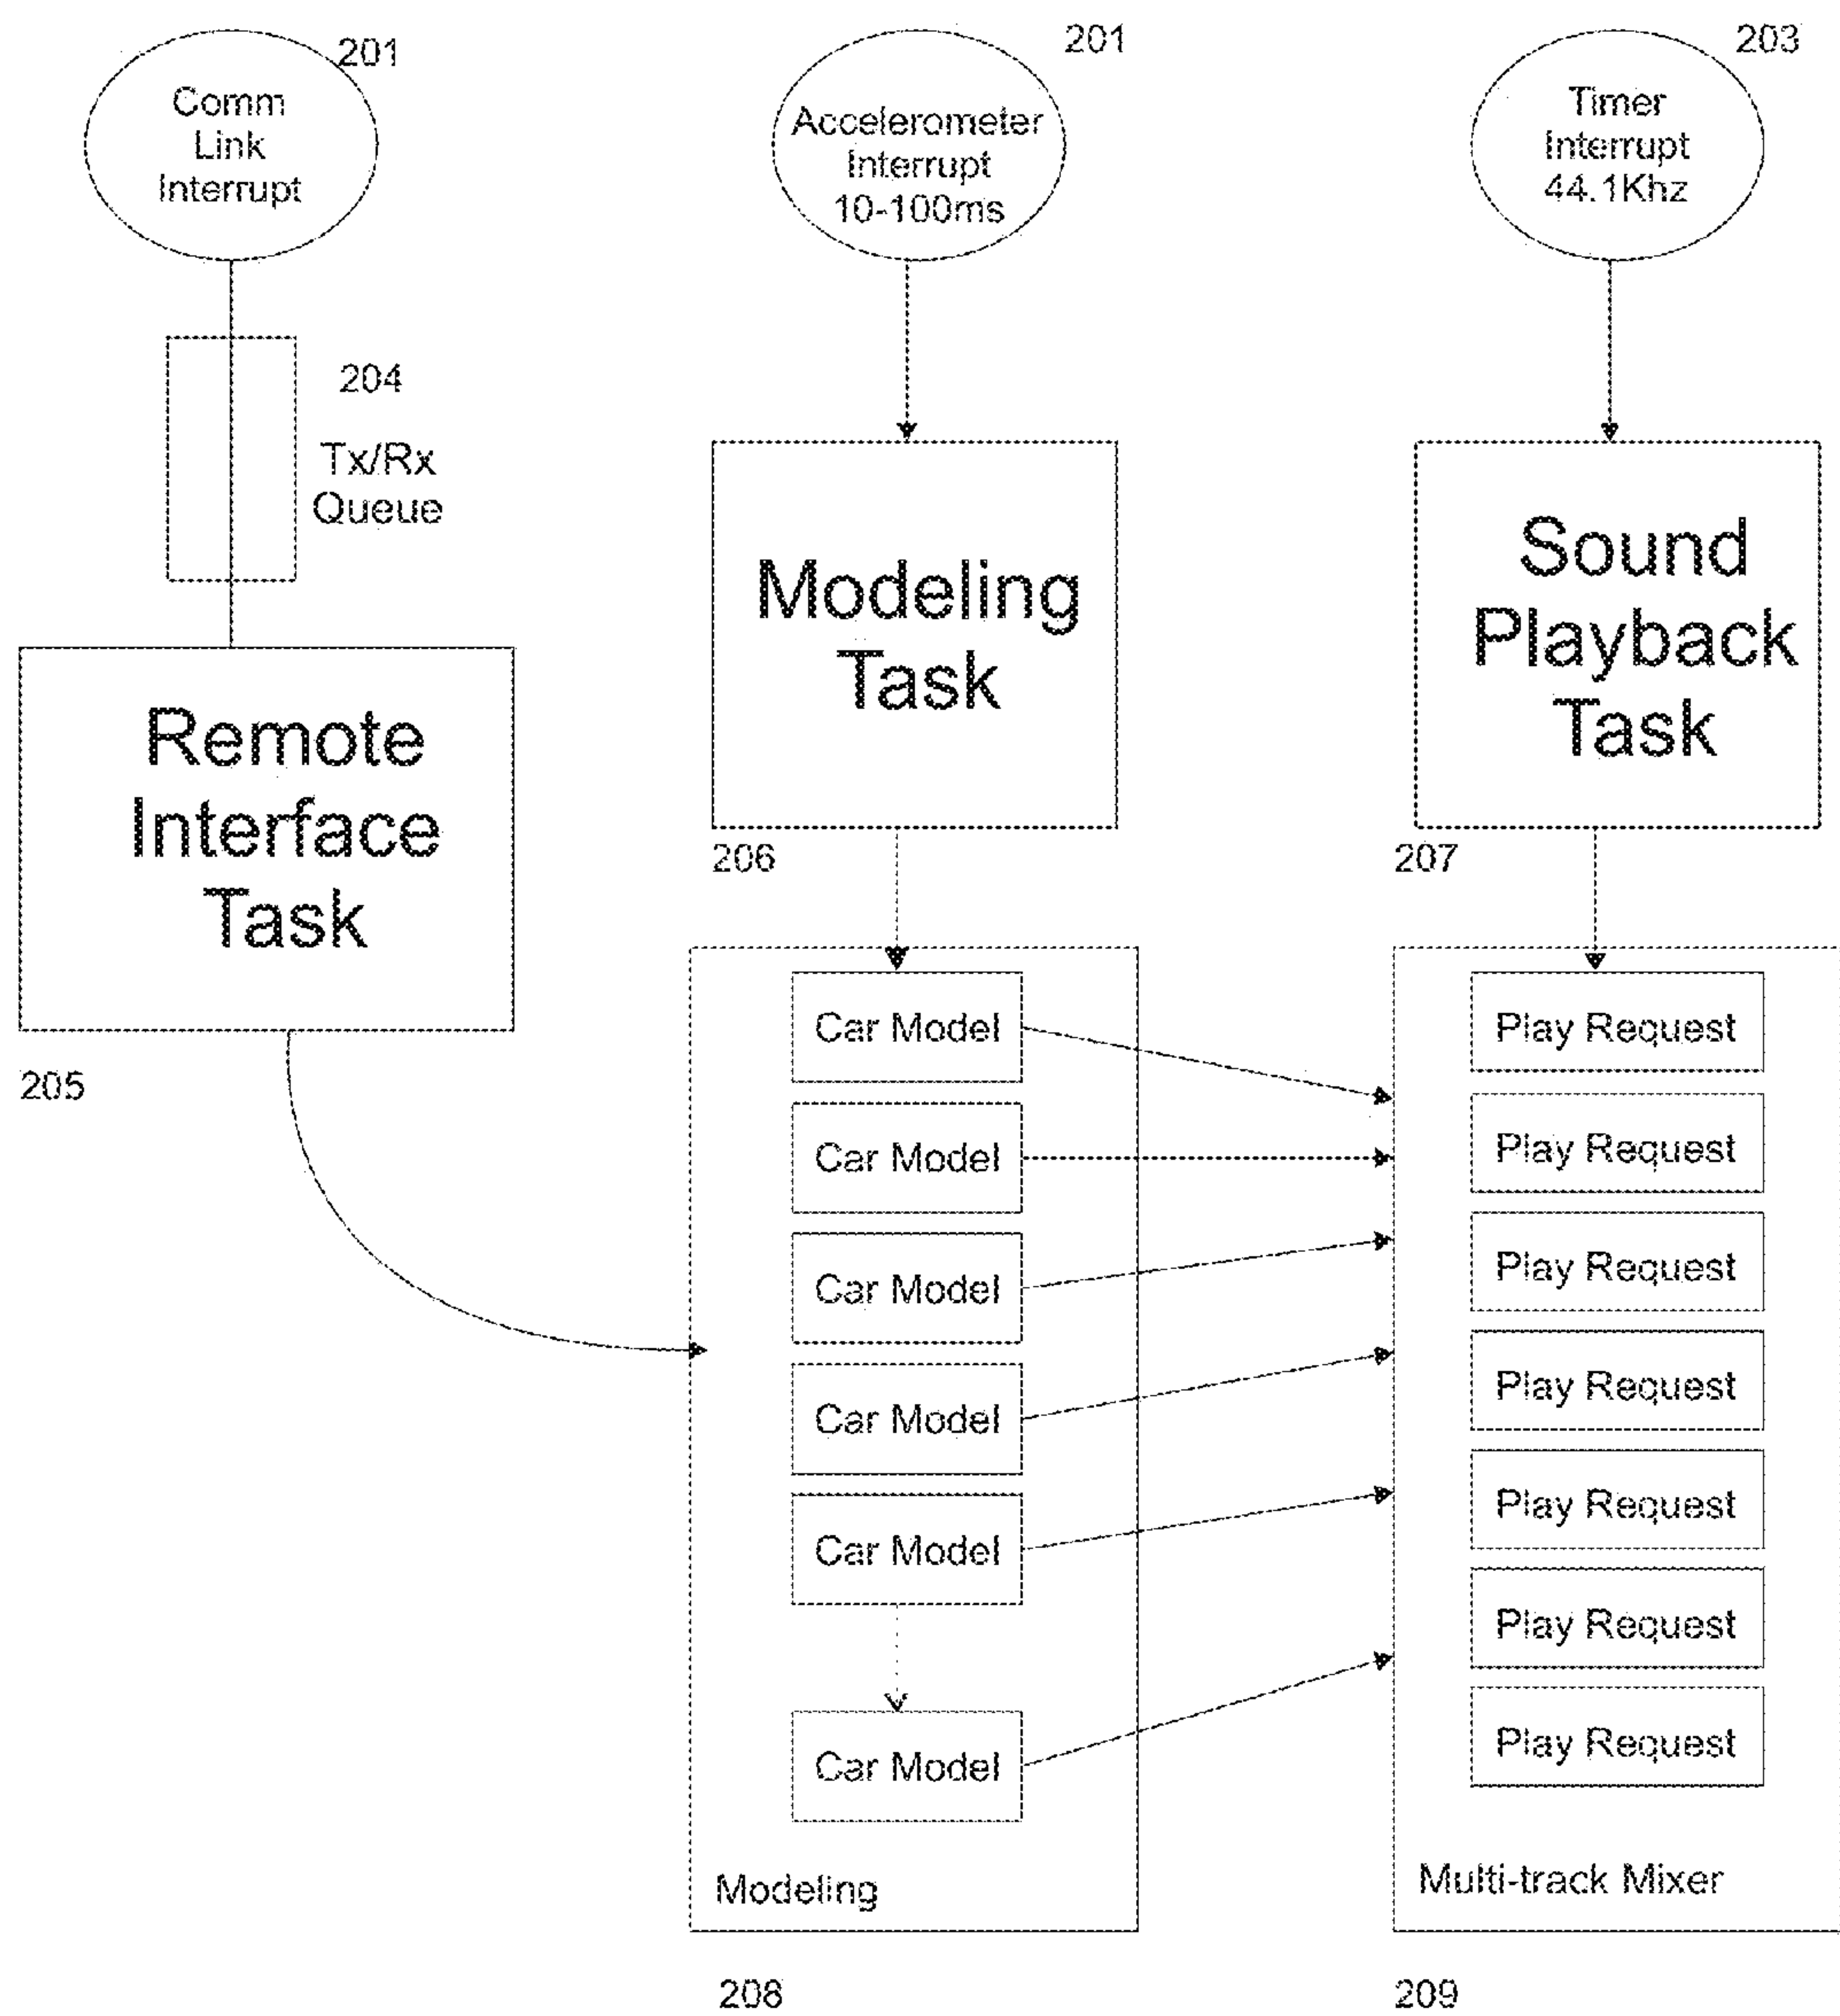 201
Comm
Link
Interrupt
201
Accelerometer
Interrupt
10-100ms
203
Timer
Interrupt
44.1Khz
204
Tx/Rx
Queue
Remote
Interface
Task
205
Modeling
Task
206
Sound
Playback
Task
207
Car Model
Car Model
Car Model
Car Model
Car Model
Car Model
Modeling
208
Play Request
Play Request
Play Request
Play Request
Play Request
Play Request
Play Request
Multi-track Mixer
209